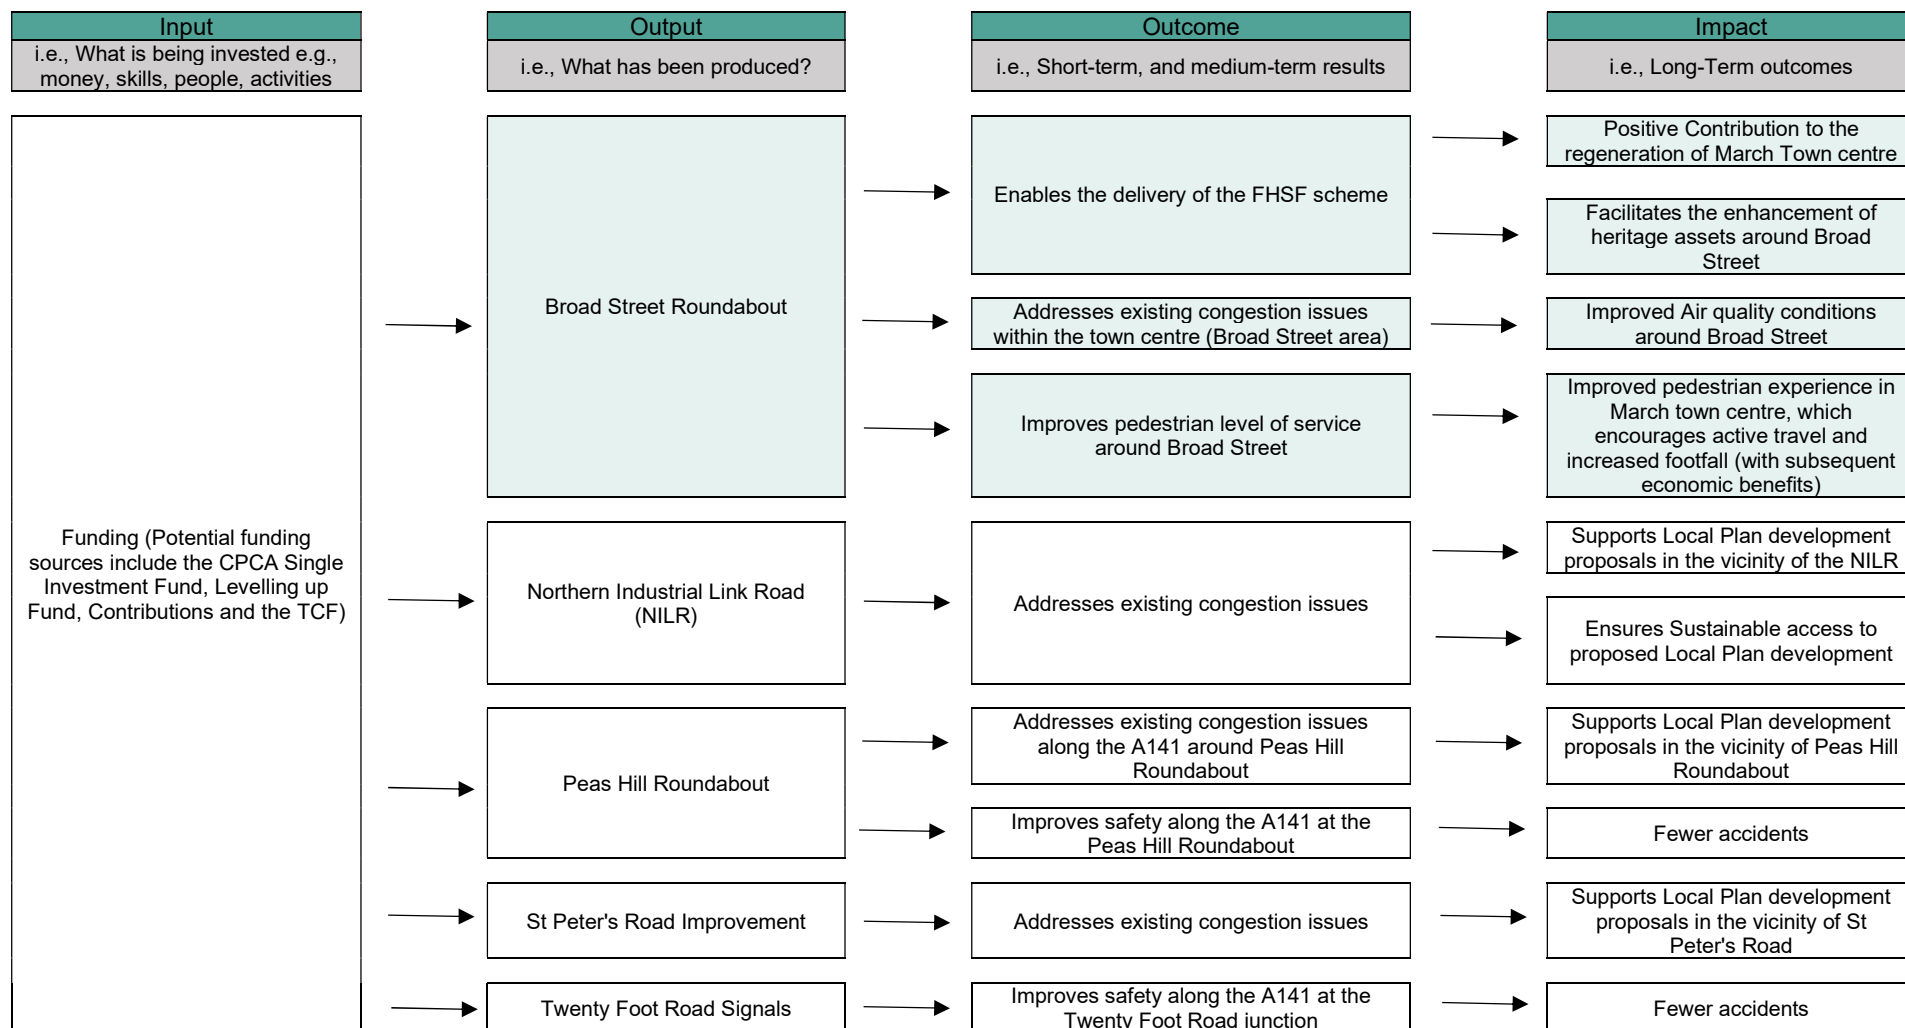 Input
i.e., What is being invested e.g.,
money, skills, people, activities
Output
i.e., What has been produced?
Outcome
i.e., Short-term, and medium-term results
Impact
i.e., Long-Term outcomes
Funding (Potential funding
sources include the CPCA Single
Investment Fund, Levelling up
Fund, Contributions and the TCF)
Broad Street Roundabout
Enables the delivery of the FHSF scheme
Positive Contribution to the
regeneration of March Town centre
Facilitates the enhancement of
heritage assets around Broad
Street
Addresses existing congestion issues
within the town centre (Broad Street area)
Improved Air quality conditions
around Broad Street
Improves pedestrian level of service
around Broad Street
Improved pedestrian experience in
March town centre, which
encourages active travel and
increased footfall (with subsequent
economic benefits)
Northern Industrial Link Road
(NILR)
Addresses existing congestion issues
Supports Local Plan development
proposals in the vicinity of the NILR
Ensures Sustainable access to
proposed Local Plan development
Peas Hill Roundabout
Addresses existing congestion issues
along the A141 around Peas Hill
Roundabout
Supports Local Plan development
proposals in the vicinity of Peas Hill
Roundabout
Improves safety along the A141 at the
Peas Hill Roundabout
Fewer accidents
St Peter's Road Improvement
Addresses existing congestion issues
Supports Local Plan development
proposals in the vicinity of St
Peter's Road
Twenty Foot Road Signals
Improves safety along the A141 at the
Twenty Foot Road junction
Fewer accidents